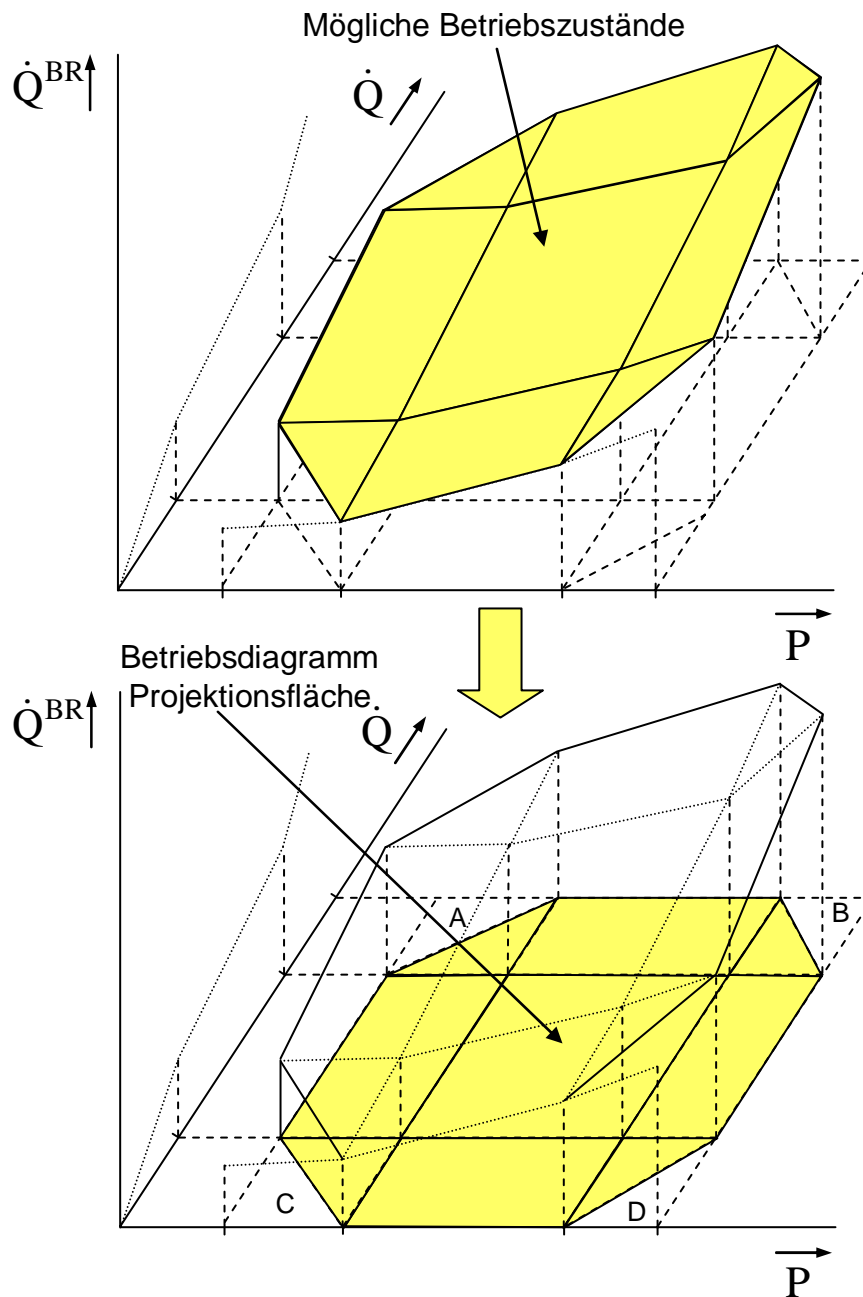 Mögliche Betriebszustände
Q̇ᴮᴿ
Q̇
P
Betriebsdiagramm
Projektionsfläche
Q̇ᴮᴿ
Q̇
A
B
C
D
P